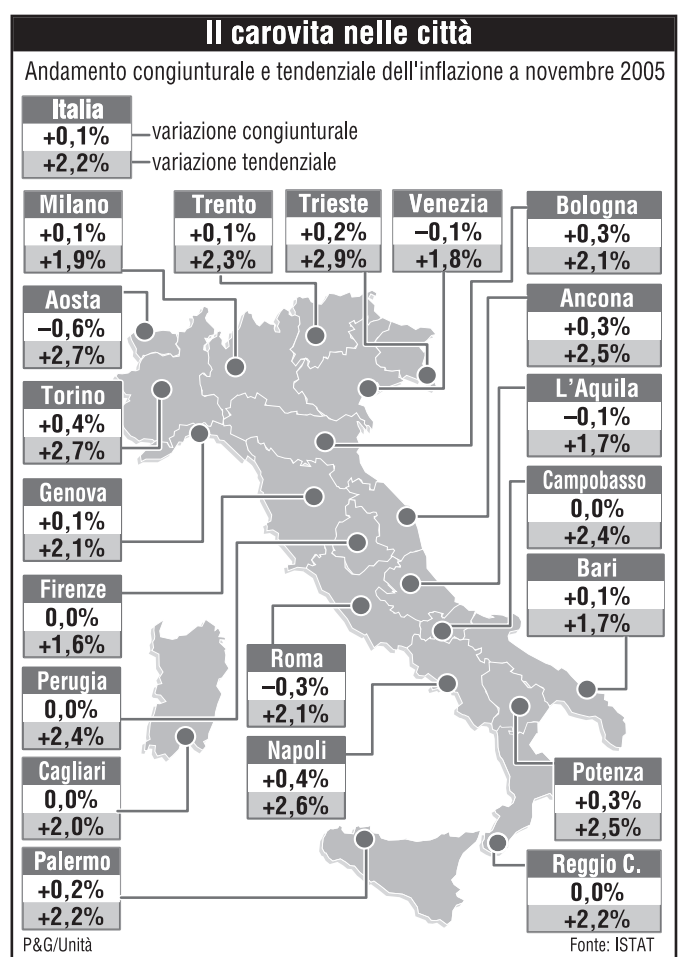 Il carovita nelle città
Andamento congiunturale e tendenziale dell'inflazione a novembre 2005
Italia
+0,1%
variazione congiunturale
+2,2%
variazione tendenziale
Milano
+0,1%
+1,9%
Trento
+0,1%
+2,3%
Trieste
+0,2%
+2,9%
Venezia
–0,1%
+1,8%
Bologna
+0,3%
+2,1%
Aosta
–0,6%
+2,7%
Ancona
+0,3%
+2,5%
Torino
+0,4%
+2,7%
L'Aquila
–0,1%
+1,7%
Genova
+0,1%
+2,1%
Campobasso
0,0%
+2,4%
Firenze
0,0%
+1,6%
Bari
+0,1%
+1,7%
Roma
–0,3%
+2,1%
Perugia
0,0%
+2,4%
Napoli
+0,4%
+2,6%
Cagliari
0,0%
+2,0%
Potenza
+0,3%
+2,5%
Palermo
+0,2%
+2,2%
Reggio C.
0,0%
+2,2%
P&G/Unità
Fonte: ISTAT